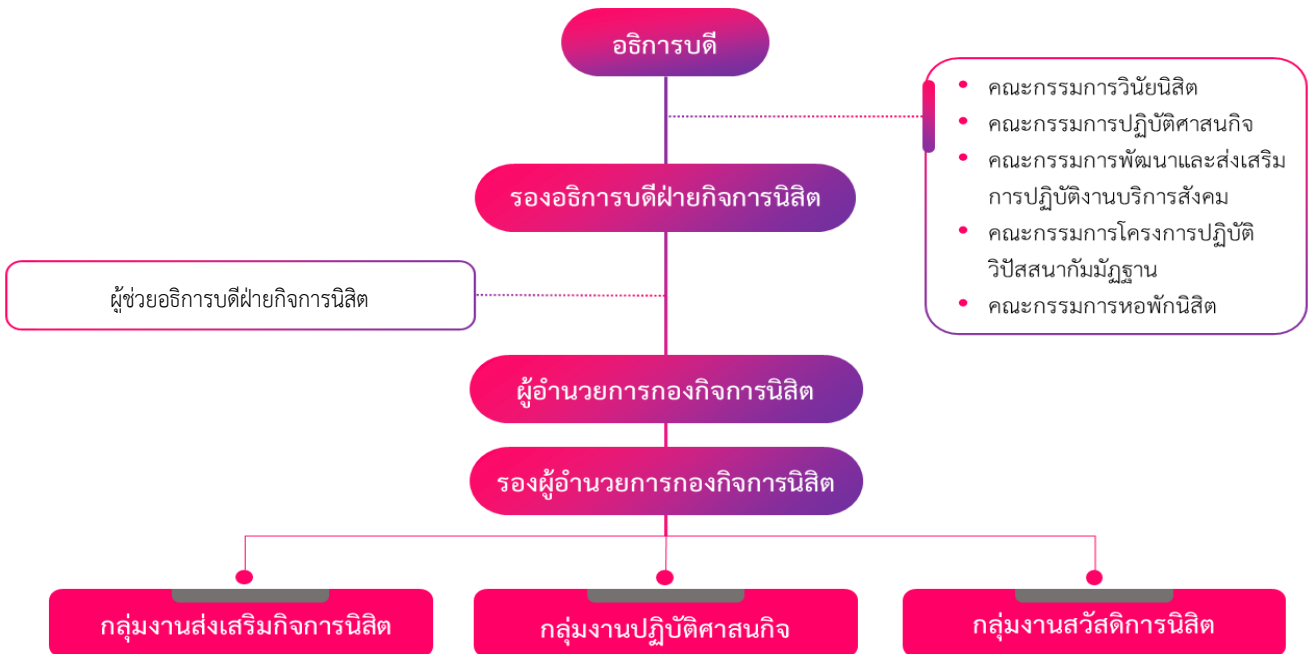 อธิการบดี
• คณะกรรมการวินัยนิสิต
• คณะกรรมการปฏิบัติศาสนกิจ
• คณะกรรมการพัฒนาและส่งเสริม
การปฏิบัติงานบริการสังคม
• คณะกรรมการโครงการปฏิบัติ
วิปัสสนากัมมัฏฐาน
• คณะกรรมการหอพักนิสิต
รองอธิการบดีฝ่ายกิจการนิสิต
ผู้ช่วยอธิการบดีฝ่ายกิจการนิสิต
ผู้อำนวยการกองกิจการนิสิต
รองผู้อำนวยการกองกิจการนิสิต
กลุ่มงานส่งเสริมกิจการนิสิต
กลุ่มงานปฏิบัติศาสนกิจ
กลุ่มงานสวัสดิการนิสิต